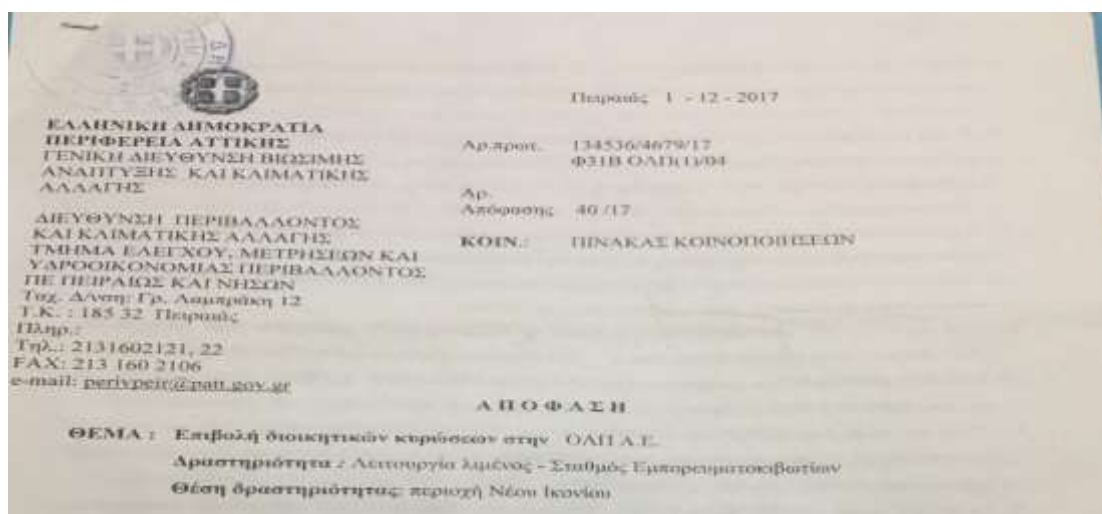 Πειραιάς 1 - 12 - 2017
ΕΛΛΗΝΙΚΗ ΔΗΜΟΚΡΑΤΙΑ
ΠΕΡΙΦΕΡΕΙΑ ΑΤΤΙΚΗΣ
ΓΕΝΙΚΗ ΔΙΕΥΘΥΝΣΗ ΒΙΩΣΙΜΗΣ
ΑΝΑΠΤΥΞΗΣ ΚΑΙ ΚΛΙΜΑΤΙΚΗΣ
ΑΛΛΑΓΗΣ
ΔΙΕΥΘΥΝΣΗ ΠΕΡΙΒΑΛΛΟΝΤΟΣ
ΚΑΙ ΚΛΙΜΑΤΙΚΗΣ ΑΛΛΑΓΗΣ
ΤΜΗΜΑ ΕΛΕΓΧΟΥ, ΜΕΤΡΗΣΕΩΝ ΚΑΙ
ΥΔΡΟΟΙΚΟΝΟΜΙΑΣ ΠΕΡΙΒΑΛΛΟΝΤΟΣ
ΠΕ ΠΕΙΡΑΙΩΣ ΚΑΙ ΝΗΣΩΝ
Ταχ. Δ/νση: Γρ. Λαμπράκη 12
Τ.Κ. : 185 32 Πειραιάς
Πληρ.:
Τηλ.: 2131602121, 22
FAX: 213 160 2106
e-mail: perivpeir@patt.gov.gr
Αρ.πρωτ. 134536/4679/17
Φ31Β ΟΛΠ(1)/04
Αρ.
Απόφασης 40 /17
ΚΟΙΝ.: ΠΙΝΑΚΑΣ ΚΟΙΝΟΠΟΙΗΣΕΩΝ
Α Π Ο Φ Α Σ Η
ΘΕΜΑ : Επιβολή διοικητικών κυρώσεων στην ΟΛΠ Α.Ε.
Δραστηριότητα : Λειτουργία λιμένος - Σταθμός Εμπορευματοκιβωτίων
Θέση δραστηριότητας: περιοχή Νέου Ικονίου